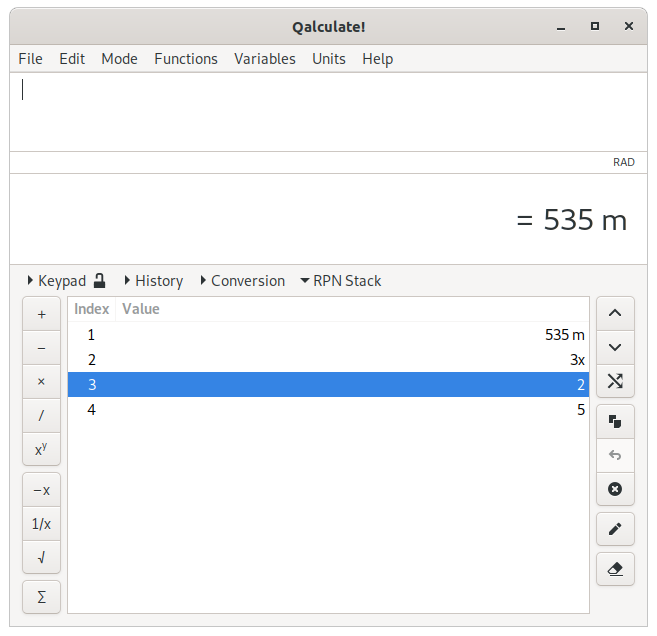 Qalculate!
File Edit Mode Functions Variables Units Help
RAD
= 535 m
Keypad History Conversion RPN Stack
Index Value
+
1 535 m
−
2 3x
×
3 2
/
4 5
xʸ
−x
1/x
√
Σ